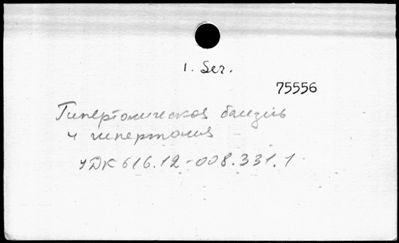 1. Ser.
75556
Гипертоническая болезнь
и гипертония
УДК 616.12-008.331.1